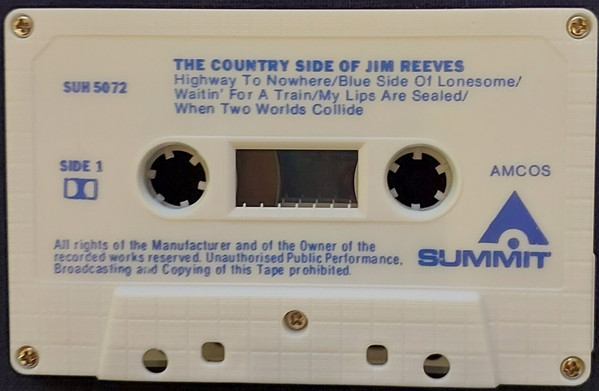 THE COUNTRY SIDE OF JIM REEVES
SUH 5072
Highway To Nowhere/Blue Side Of Lonesome/
Waitin' For A Train/My Lips Are Sealed/
When Two Worlds Collide
SIDE 1
AMCOS
SUMMIT
All rights of the Manufacturer and of the Owner of the
recorded works reserved. Unauthorised Public Performance,
Broadcasting and Copying of this Tape prohibited.